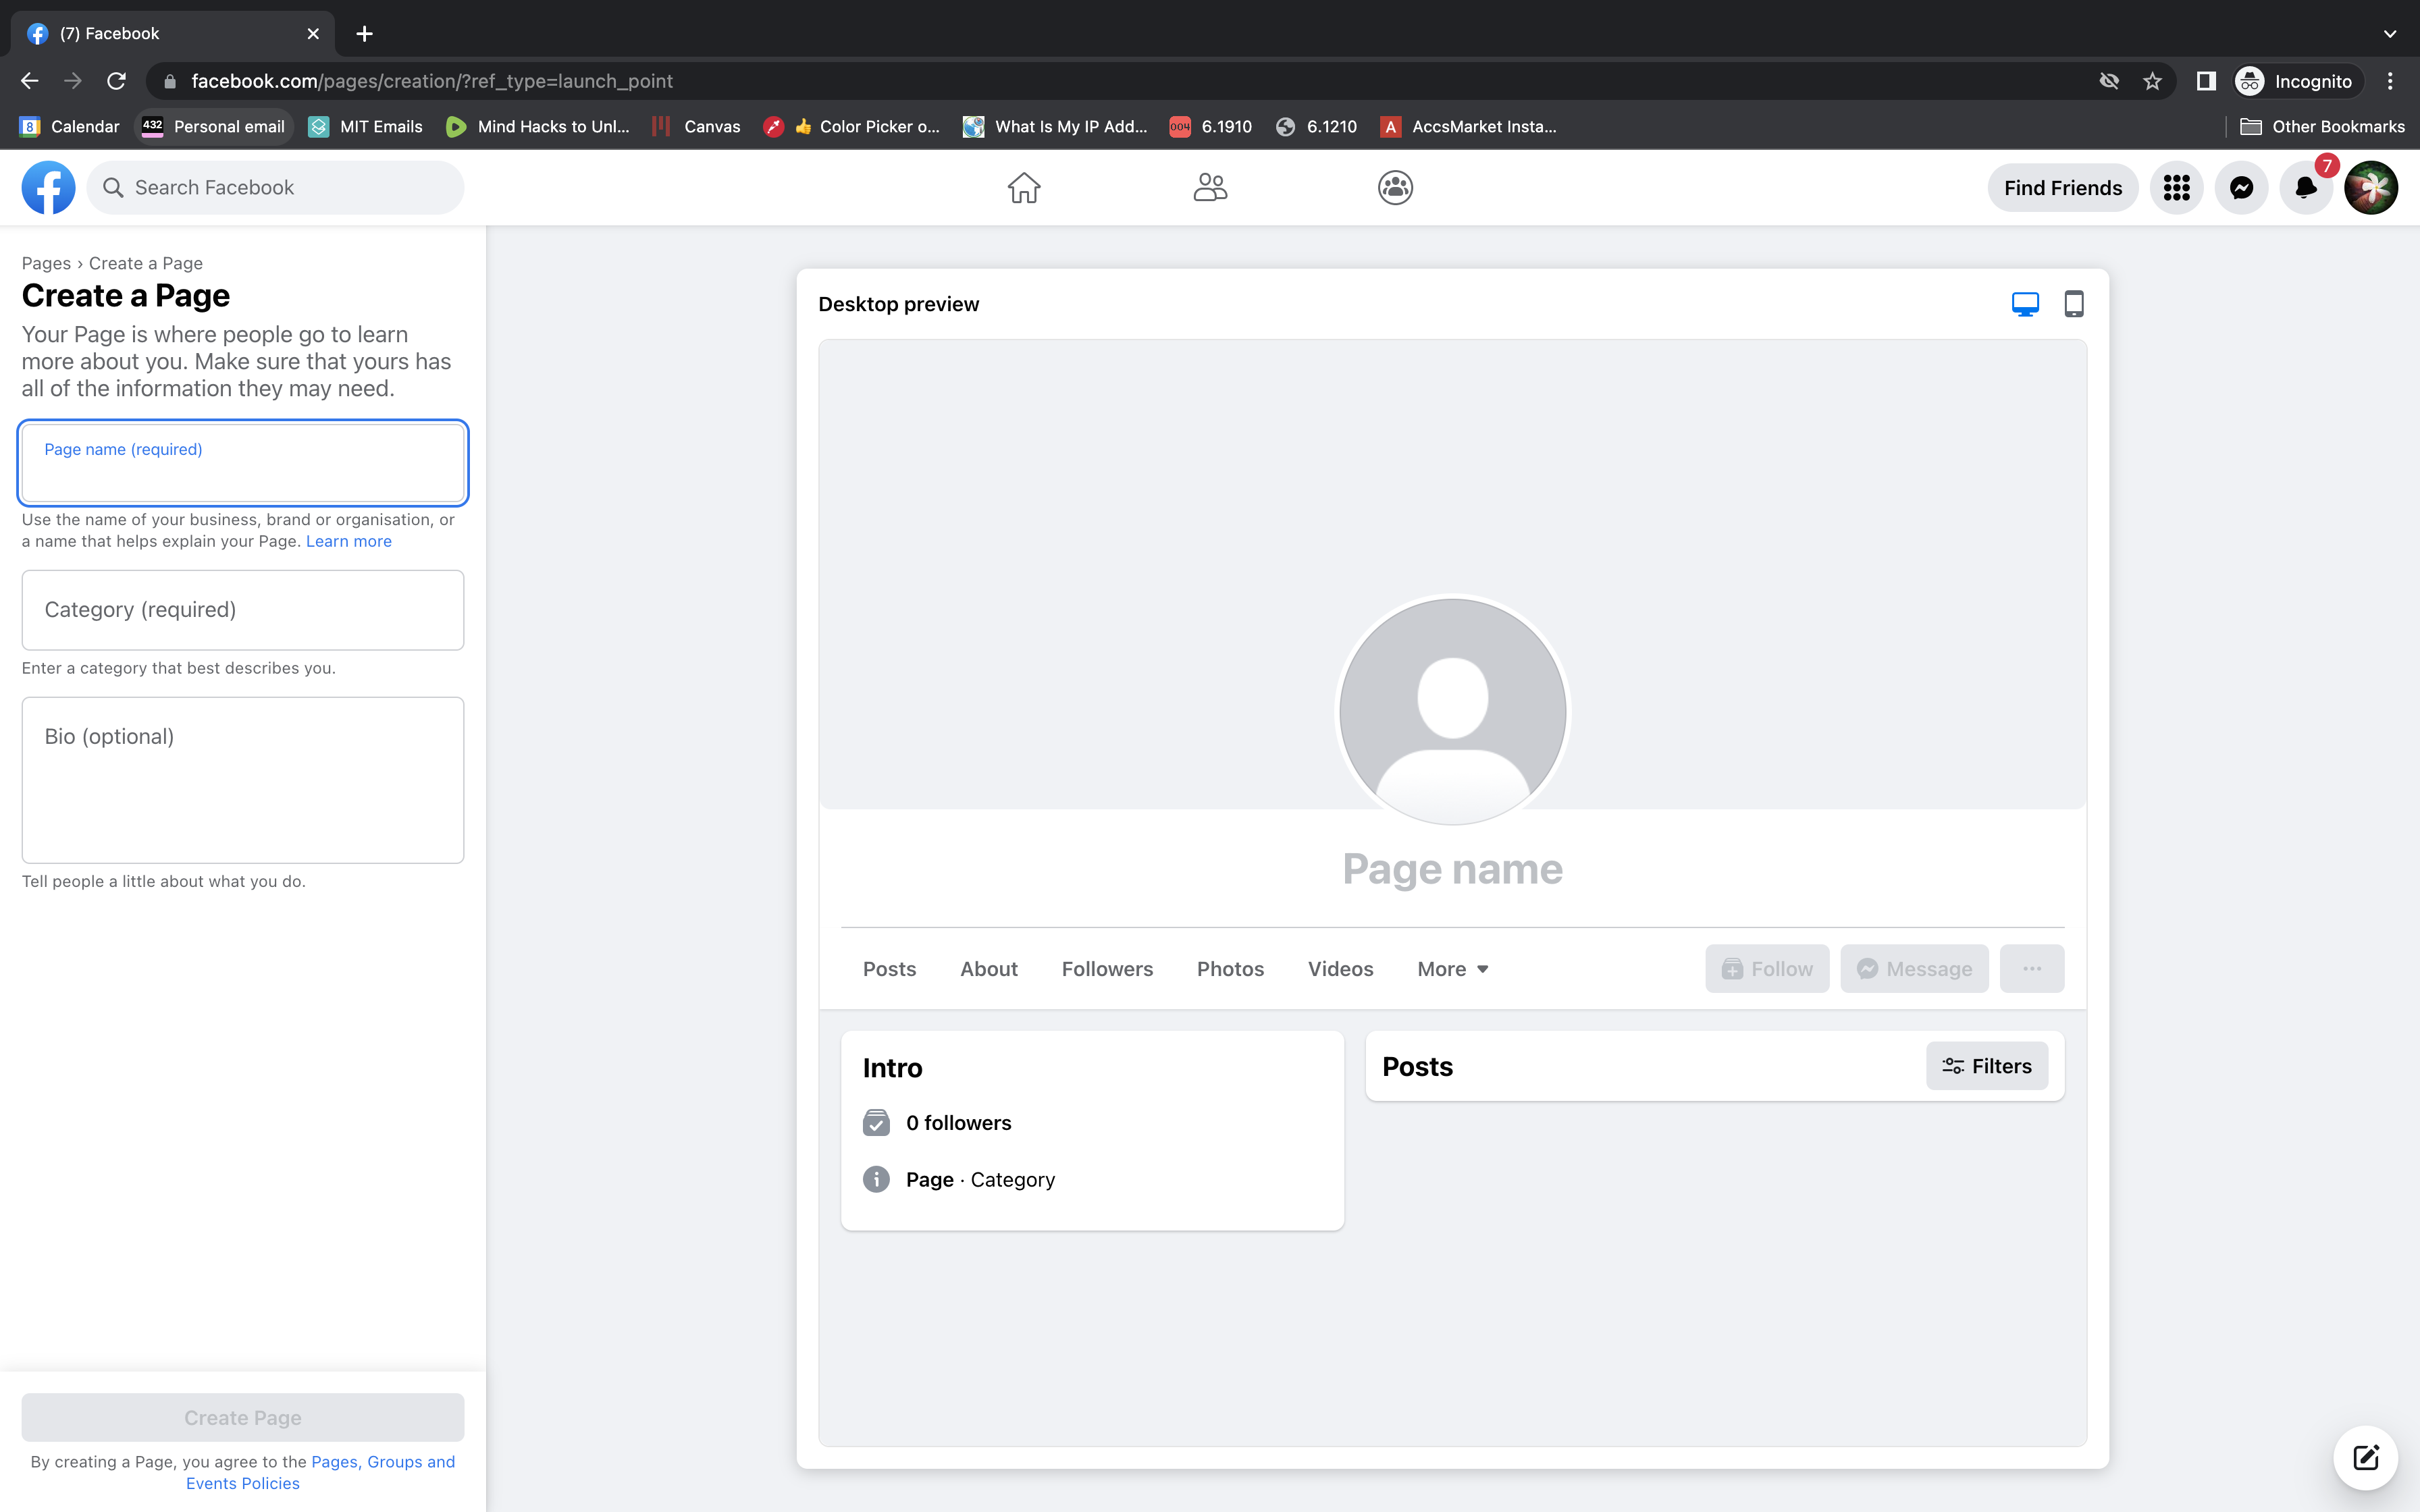 (7) Facebook
facebook.com/pages/creation/?ref_type=launch_point
Incognito
8 Calendar
432 Personal email
MIT Emails
Mind Hacks to Unl...
Canvas
👍 Color Picker o...
What Is My IP Add...
004 6.1910
6.1210
A AccsMarket Insta...
Other Bookmarks
Search Facebook
Find Friends
7
Pages › Create a Page
Create a Page
Your Page is where people go to learn
more about you. Make sure that yours has
all of the information they may need.
Page name (required)
Use the name of your business, brand or organisation, or
a name that helps explain your Page. Learn more
Category (required)
Enter a category that best describes you.
Bio (optional)
Tell people a little about what you do.
Create Page
By creating a Page, you agree to the Pages, Groups and
Events Policies
Desktop preview
Page name
Posts
About
Followers
Photos
Videos
More
Follow
Message
Intro
0 followers
Page · Category
Posts
Filters